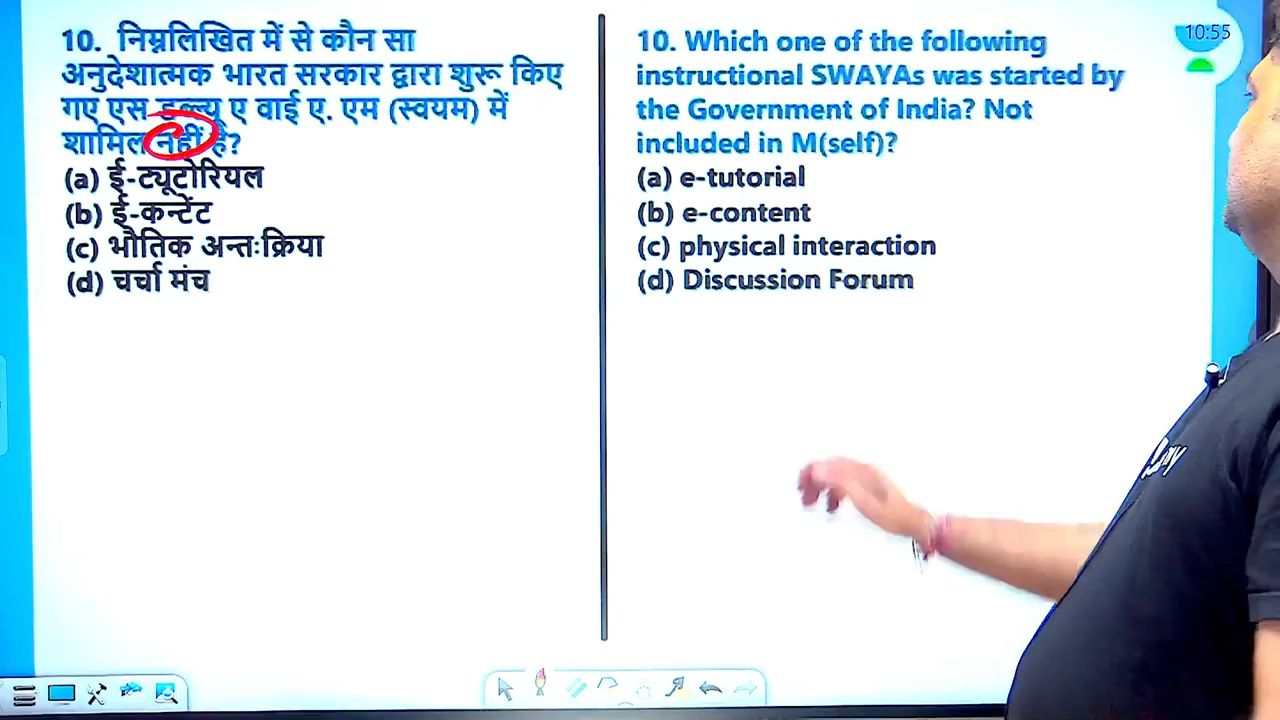 10. निम्नलिखित में से कौन सा
अनुदेशात्मक भारत सरकार द्वारा शुरू किए
गए एस डब्ल्यू ए वाई ए. एम (स्वयम) में
शामिल नहीं है?
(a) ई-ट्यूटोरियल
(b) ई-कन्टेंट
(c) भौतिक अन्तःक्रिया
(d) चर्चा मंच
10. Which one of the following
instructional SWAYAs was started by
the Government of India? Not
included in M(self)?
(a) e-tutorial
(b) e-content
(c) physical interaction
(d) Discussion Forum
10:55